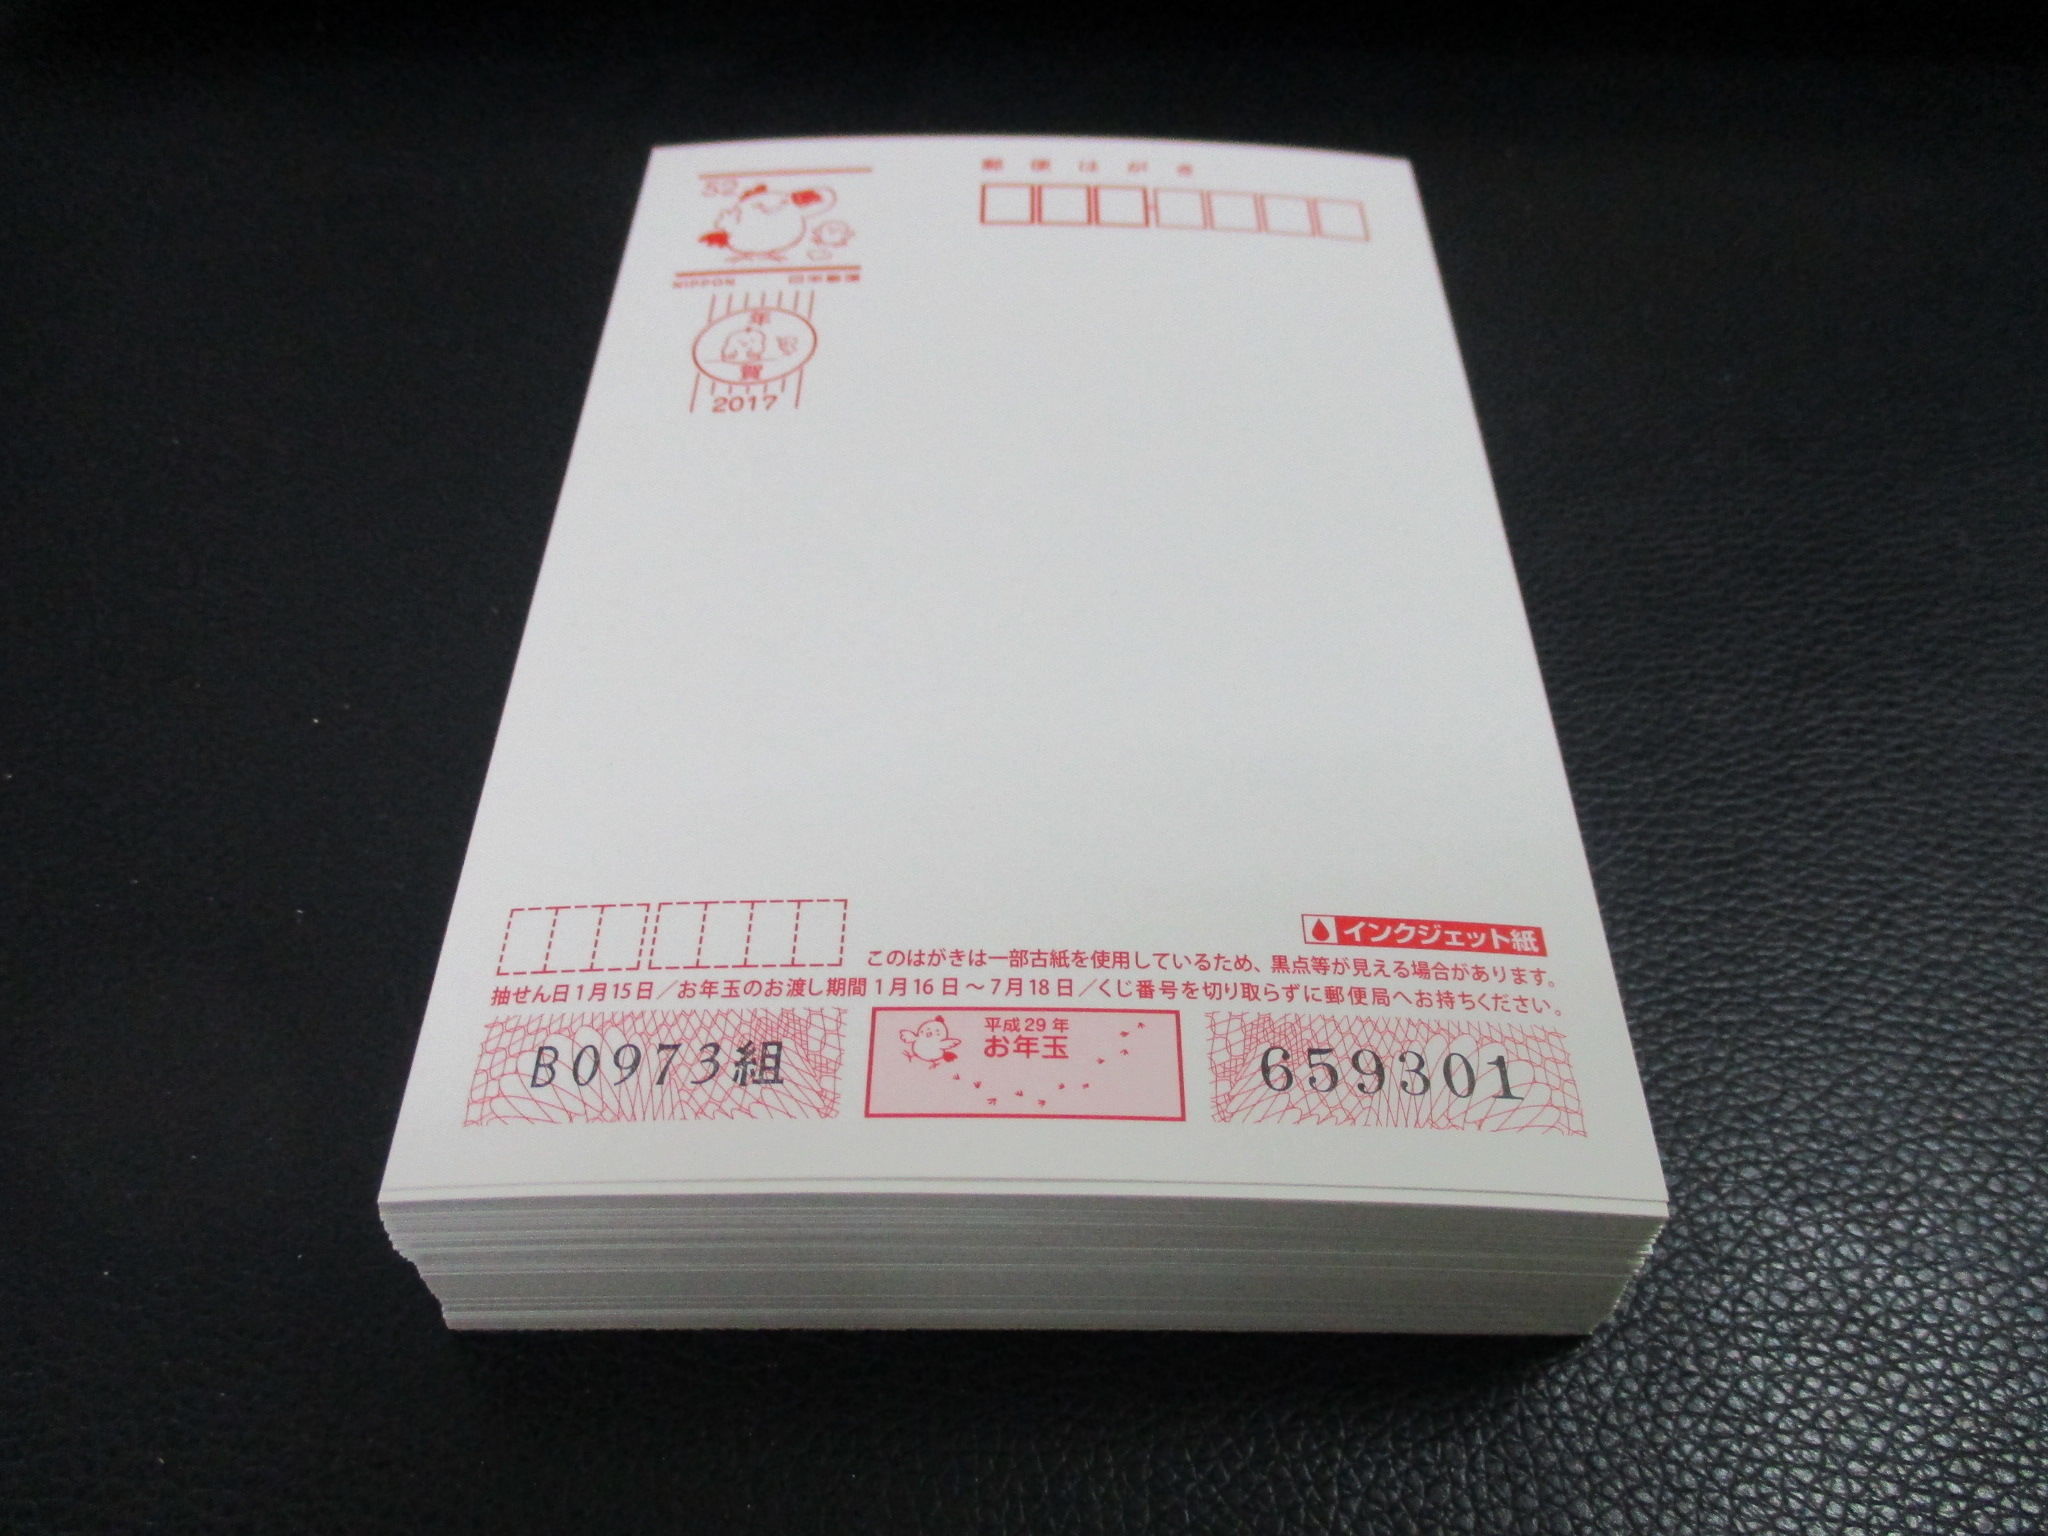 郵便はがき
52
NIPPON 日本郵便
年
賀
2017
インクジェット紙
このはがきは一部古紙を使用しているため、黒点等が見える場合があります。
抽せん日1月15日/お年玉のお渡し期間1月16日~7月18日/くじ番号を切り取らずに郵便局へお持ちください。
平成29年
お年玉
B0973組
659301